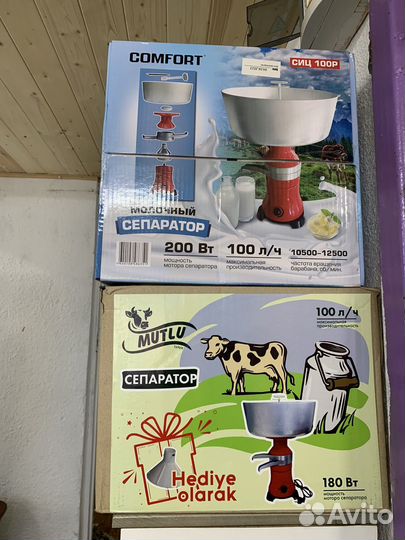 COMFORT
СИЦ 100Р
МОЛОЧНЫЙ
СЕПАРАТОР
200 Вт
мощность
мотора сепаратора
100 л/ч
максимальная
производительность
10500-12500
частота вращения
барабана, об/мин.
MUTLU
100 л/ч
максимальная
производительность
СЕПАРАТОР
Hediye
olarak
180 Вт
мощность
мотора сепаратора
Avito